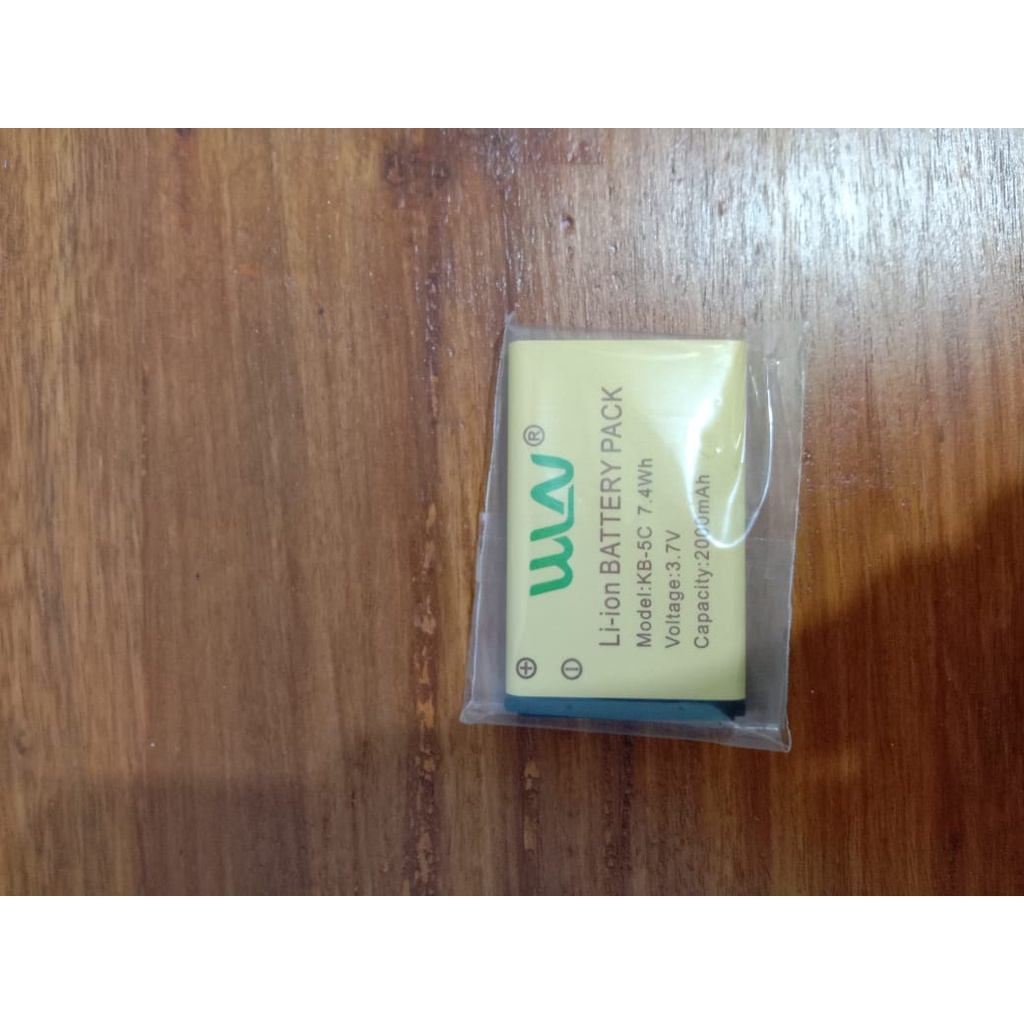 WLN®
Li-ion BATTERY PACK
Model:KB-5C 7.4Wh
Voltage:3.7V
Capacity:2000mAh